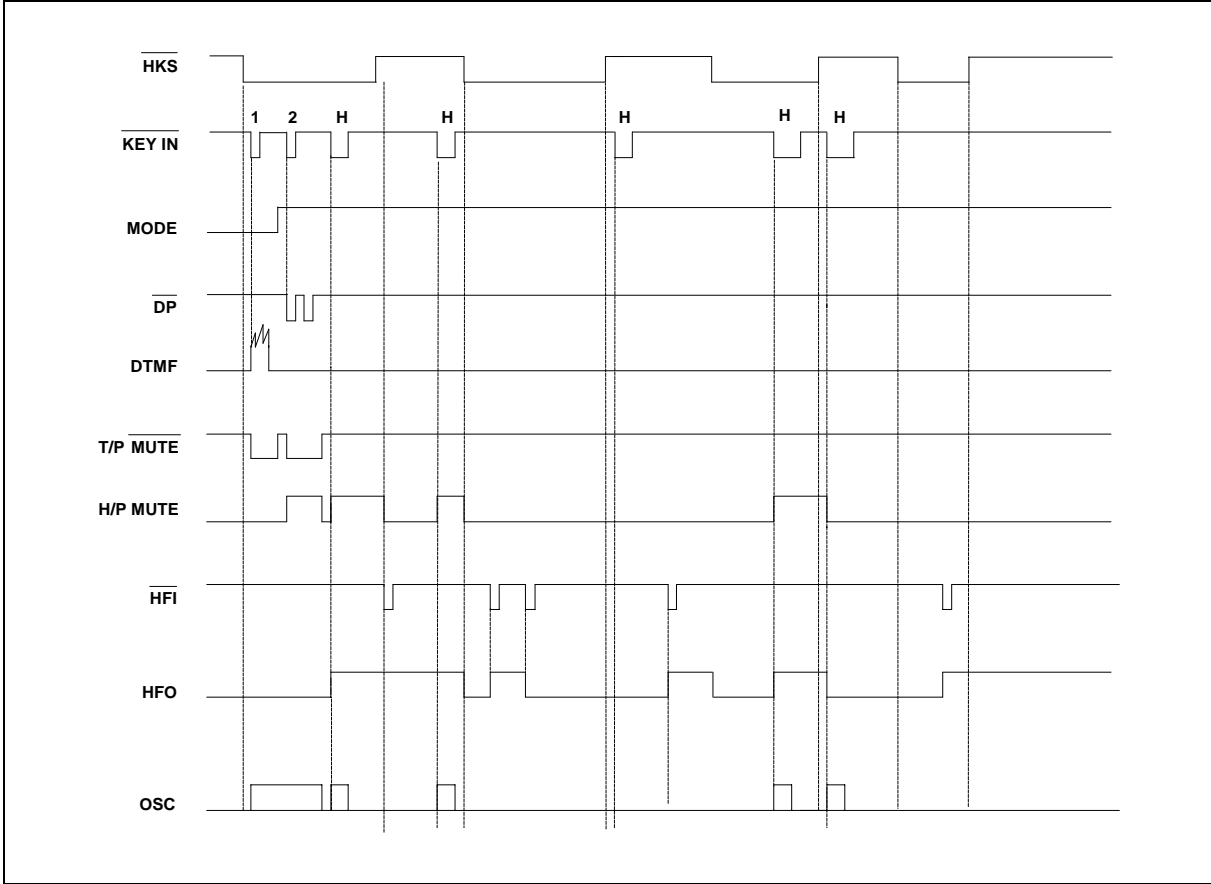 HKS
1 2 H H H H H
KEY IN
MODE
DP
DTMF
T/P MUTE
H/P MUTE
HFI
HFO
OSC